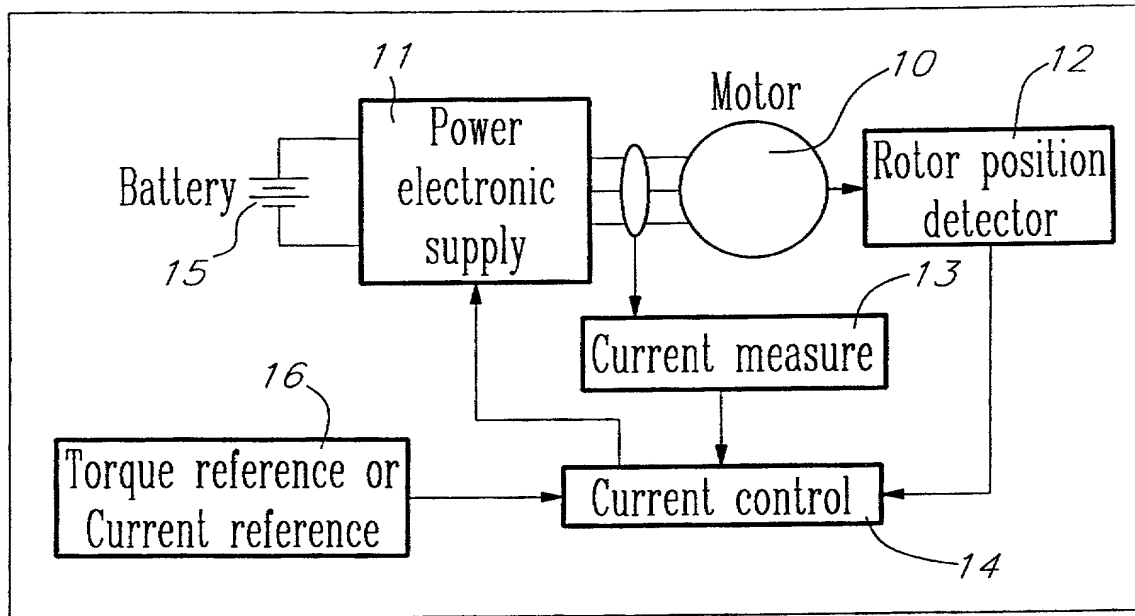 11
10
12
Motor
Power
electronic
supply
Rotor position
detector
Battery
15
13
Current measure
16
Torque reference or
Current reference
Current control
14